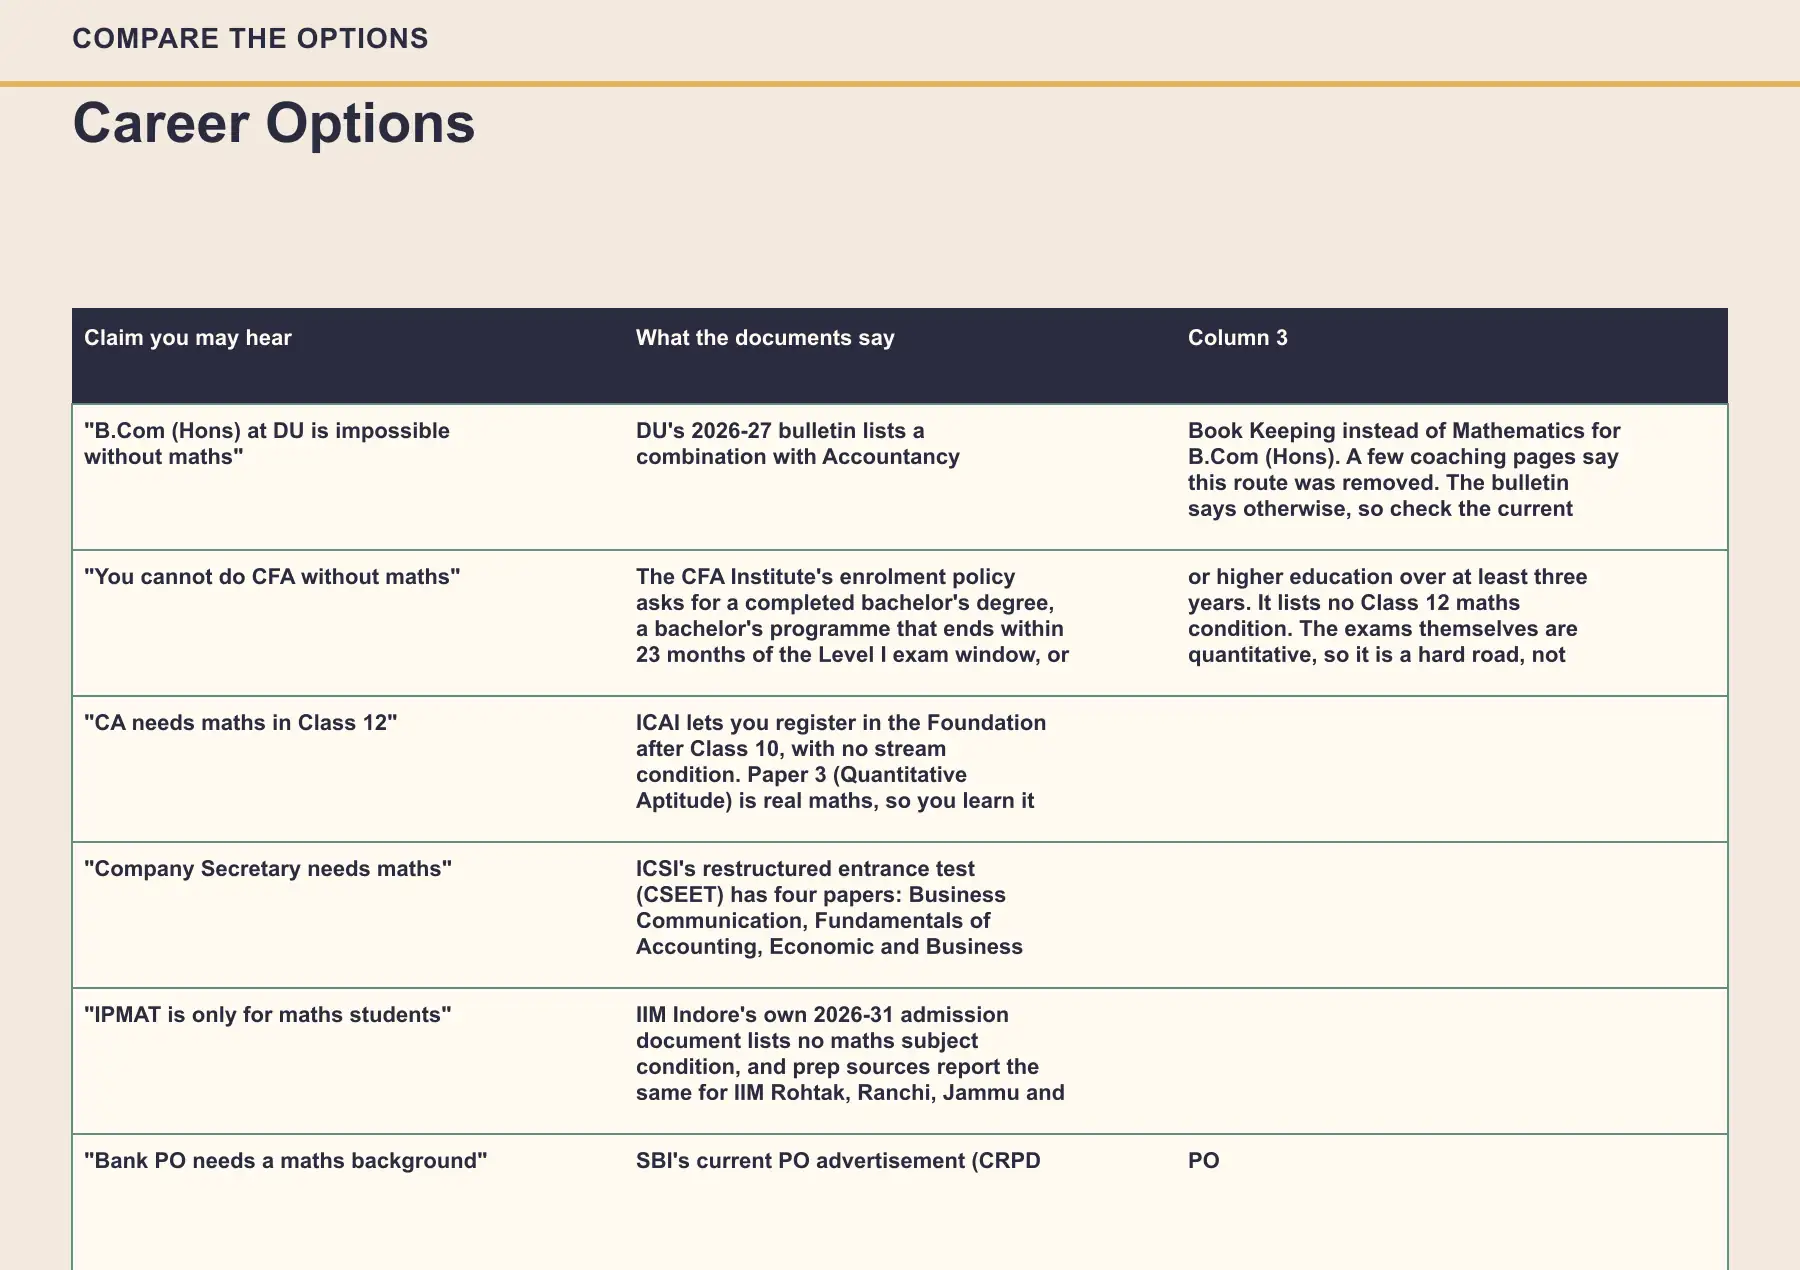 COMPARE THE OPTIONS
Career Options
Claim you may hear
What the documents say
Column 3
"B.Com (Hons) at DU is impossible
without maths"
DU's 2026-27 bulletin lists a
combination with Accountancy
Book Keeping instead of Mathematics for
B.Com (Hons). A few coaching pages say
this route was removed. The bulletin
says otherwise, so check the current
"You cannot do CFA without maths"
The CFA Institute's enrolment policy
asks for a completed bachelor's degree,
a bachelor's programme that ends within
23 months of the Level I exam window, or
or higher education over at least three
years. It lists no Class 12 maths
condition. The exams themselves are
quantitative, so it is a hard road, not
"CA needs maths in Class 12"
ICAI lets you register in the Foundation
after Class 10, with no stream
condition. Paper 3 (Quantitative
Aptitude) is real maths, so you learn it
"Company Secretary needs maths"
ICSI's restructured entrance test
(CSEET) has four papers: Business
Communication, Fundamentals of
Accounting, Economic and Business
"IPMAT is only for maths students"
IIM Indore's own 2026-31 admission
document lists no maths subject
condition, and prep sources report the
same for IIM Rohtak, Ranchi, Jammu and
"Bank PO needs a maths background"
SBI's current PO advertisement (CRPD
PO